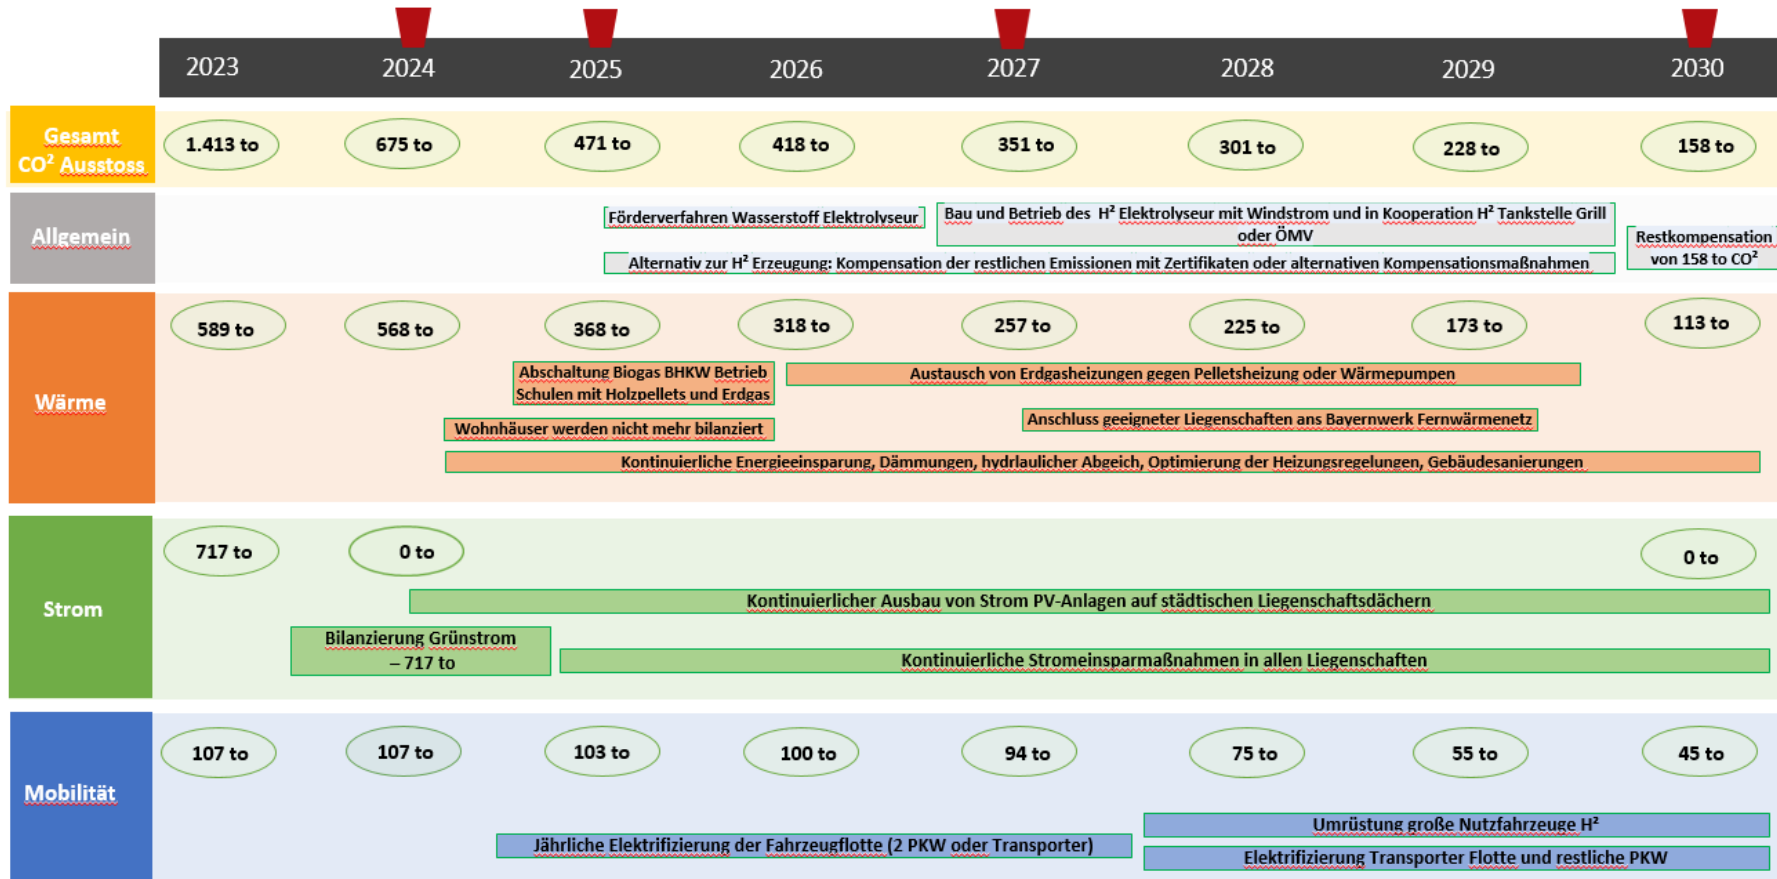 2023 2024 2025 2026 2027 2028 2029 2030
Gesamt
CO² Ausstoss
1.413 to 675 to 471 to 418 to 351 to 301 to 228 to 158 to
Allgemein
Förderverfahren Wasserstoff Elektrolyseur
Bau und Betrieb des H² Elektrolyseur mit Windstrom und in Kooperation H² Tankstelle Grill
oder ÖMV
Alternativ zur H² Erzeugung: Kompensation der restlichen Emissionen mit Zertifikaten oder alternativen Kompensationsmaßnahmen
Restkompensation
von 158 to CO²
Wärme
589 to 568 to 368 to 318 to 257 to 225 to 173 to 113 to
Abschaltung Biogas BHKW Betrieb
Schulen mit Holzpellets und Erdgas
Austausch von Erdgasheizungen gegen Pelletsheizung oder Wärmepumpen
Wohnhäuser werden nicht mehr bilanziert
Anschluss geeigneter Liegenschaften ans Bayernwerk Fernwärmenetz
Kontinuierliche Energieeinsparung, Dämmungen, hydrlaulicher Abgeich, Optimierung der Heizungsregelungen, Gebäudesanierungen
Strom
717 to 0 to 0 to
Kontinuierlicher Ausbau von Strom PV-Anlagen auf städtischen Liegenschaftsdächern
Bilanzierung Grünstrom
– 717 to
Kontinuierliche Stromeinsparmaßnahmen in allen Liegenschaften
Mobilität
107 to 107 to 103 to 100 to 94 to 75 to 55 to 45 to
Jährliche Elektrifizierung der Fahrzeugflotte (2 PKW oder Transporter)
Umrüstung große Nutzfahrzeuge H²
Elektrifizierung Transporter Flotte und restliche PKW